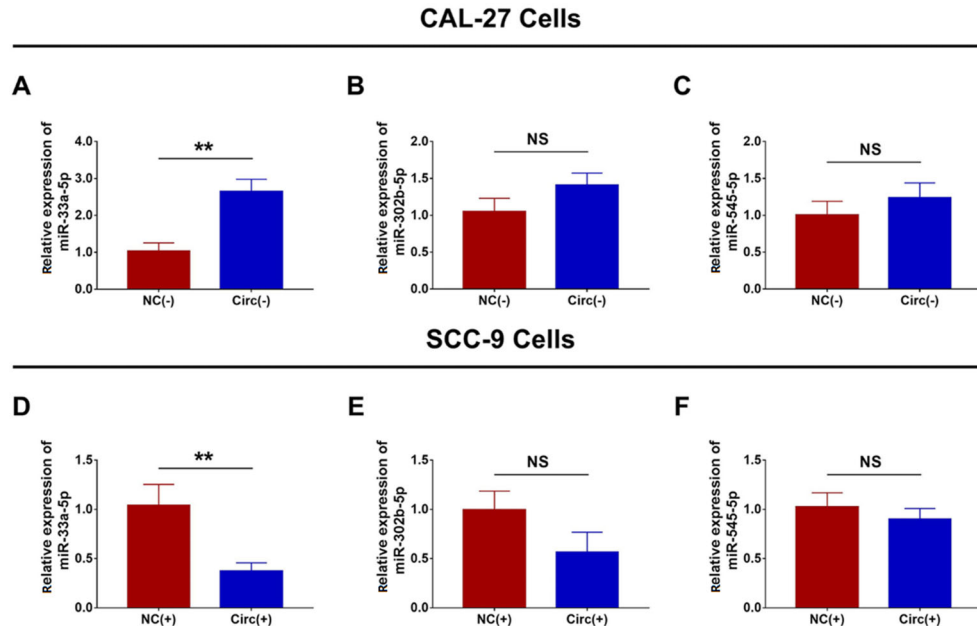 CAL-27 Cells
A
Relative expression of
miR-33a-5p
4.0
3.0
2.0
1.0
0.0
**
NC(-)
Circ(-)
B
Relative expression of
miR-302b-5p
2.0
1.5
1.0
0.5
0.0
NS
NC(-)
Circ(-)
C
Relative expression of
miR-545-5p
2.0
1.5
1.0
0.5
0.0
NS
NC(-)
Circ(-)
SCC-9 Cells
D
Relative expression of
miR-33a-5p
1.5
1.0
0.5
0.0
**
NC(+)
Circ(+)
E
Relative expression of
miR-302b-5p
1.5
1.0
0.5
0.0
NS
NC(+)
Circ(+)
F
Relative expression of
miR-545-5p
1.5
1.0
0.5
0.0
NS
NC(+)
Circ(+)